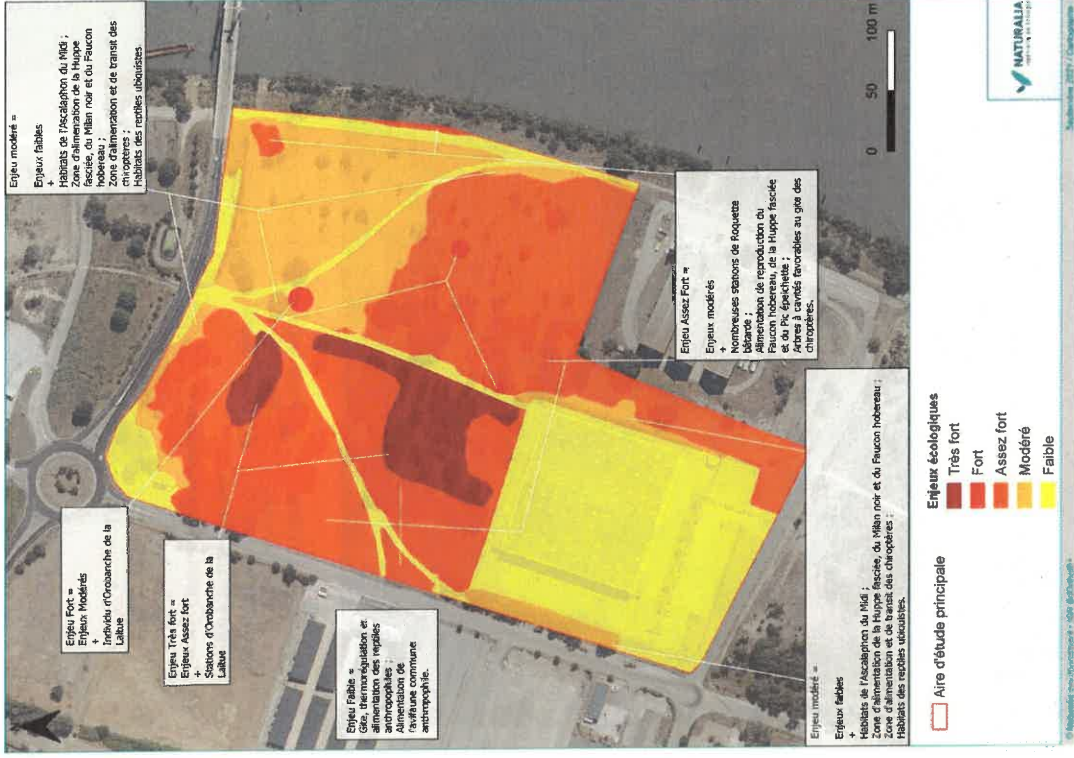 Enjeu modéré =
Enjeux faibles
+
Habitats de l'Ascalaphon du Midi ;
Zone d'alimentation de la Huppe
fasciée, du Milan noir et du Faucon
hobereau ;
Zone d'alimentation et de transit des
chiroptères ;
Habitats des reptiles ubiquistes.
Enjeu Fort =
Enjeux Modérés
+
Individu d'Orobanche de la
Laitue
Enjeu Très fort =
Enjeux Assez fort
+
Stations d'Orobanche de la
Laitue
Enjeu Faible =
Gîte, thermorégulation et
alimentation des reptiles
anthropophiles ;
Alimentation de
l'avifaune commune
anthropophile.
Enjeu Assez Fort =
Enjeux modérés
+
Nombreuses stations de Roquette
bâtarde ;
Alimentation de reproduction du
Faucon hobereau, de la Huppe fasciée
et du Pic épeichette ;
Arbres à cavités favorables au gîte des
chiroptères.
Enjeu modéré =
Enjeux faibles
+
Habitats de l'Ascalaphon du Midi ;
Zone d'alimentation de la Huppe fasciée, du Milan noir et du Faucon hobereau ;
Zone d'alimentation et de transit des chiroptères ;
Habitats des reptiles ubiquistes.
0 50 100 m
Aire d'étude principale
Enjeux écologiques
Très fort
Fort
Assez fort
Modéré
Faible
NATURALIA